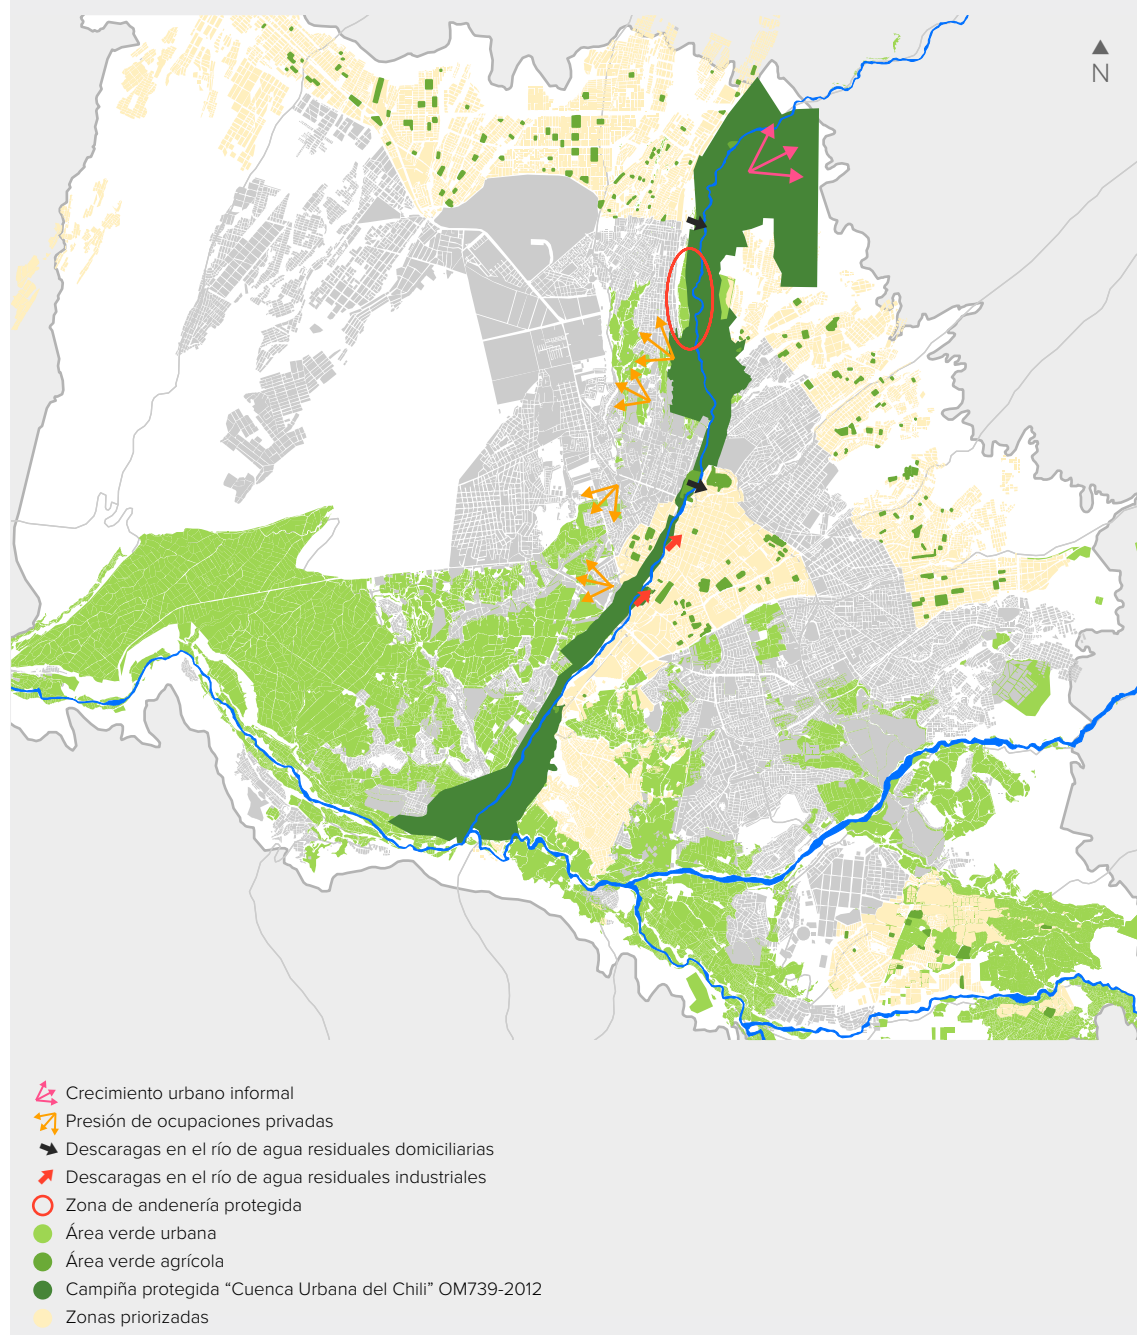 N
Crecimiento urbano informal
Presión de ocupaciones privadas
Descaragas en el río de agua residuales domiciliarias
Descaragas en el río de agua residuales industriales
Zona de andenería protegida
Área verde urbana
Área verde agrícola
Campiña protegida “Cuenca Urbana del Chili” OM739-2012
Zonas priorizadas